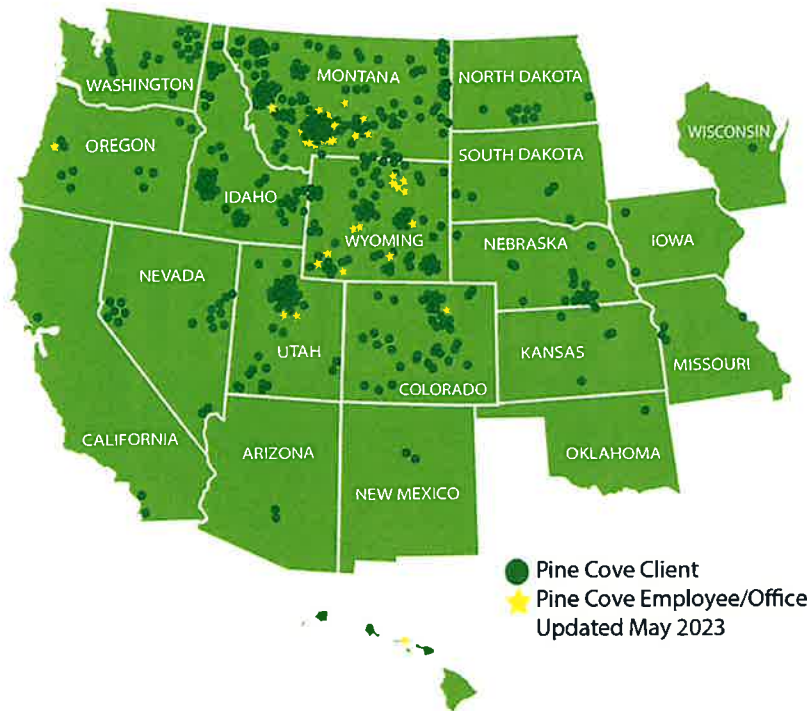 WASHINGTON
MONTANA
NORTH DAKOTA
WISCONSIN
OREGON
SOUTH DAKOTA
IDAHO
WYOMING
NEBRASKA
IOWA
NEVADA
UTAH
COLORADO
KANSAS
MISSOURI
CALIFORNIA
ARIZONA
NEW MEXICO
OKLAHOMA
Pine Cove Client
Pine Cove Employee/Office
Updated May 2023